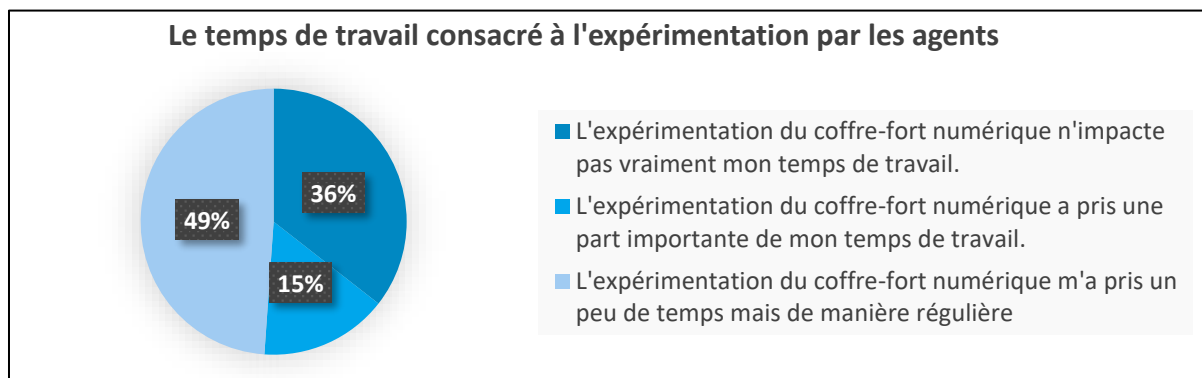 Le temps de travail consacré à l'expérimentation par les agents
36%
49%
15%
L'expérimentation du coffre-fort numérique n'impacte
pas vraiment mon temps de travail.
L'expérimentation du coffre-fort numérique a pris une
part importante de mon temps de travail.
L'expérimentation du coffre-fort numérique m'a pris un
peu de temps mais de manière régulière